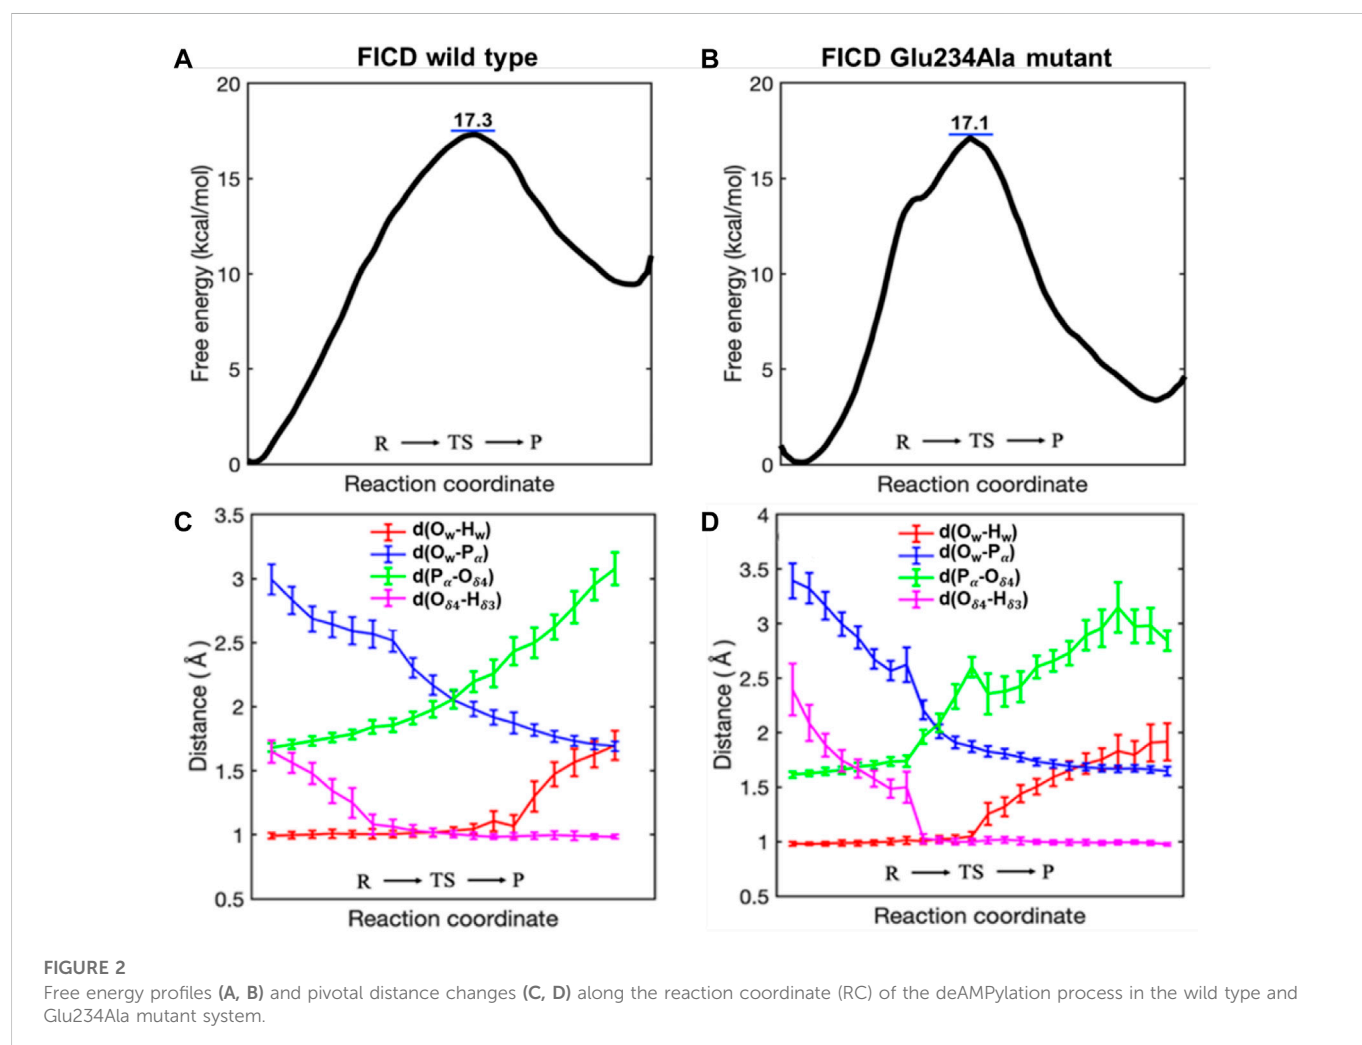 A FICD wild type
20
15
10
5
0
Free energy (kcal/mol)
17.3
R → TS → P
Reaction coordinate
B FICD Glu234Ala mutant
20
15
10
5
0
Free energy (kcal/mol)
17.1
R → TS → P
Reaction coordinate
C
3.5
3
2.5
2
1.5
1
0.5
Distance (Å)
d(Ow-Hw)
d(Ow-Pα)
d(Pα-Oδ4)
d(Oδ4-Hδ3)
R → TS → P
Reaction coordinate
D
4
3.5
3
2.5
2
1.5
1
0.5
Distance (Å)
d(Ow-Hw)
d(Ow-Pα)
d(Pα-Oδ4)
d(Oδ4-Hδ3)
R → TS → P
Reaction coordinate
FIGURE 2
Free energy profiles (A, B) and pivotal distance changes (C, D) along the reaction coordinate (RC) of the deAMPylation process in the wild type and
Glu234Ala mutant system.